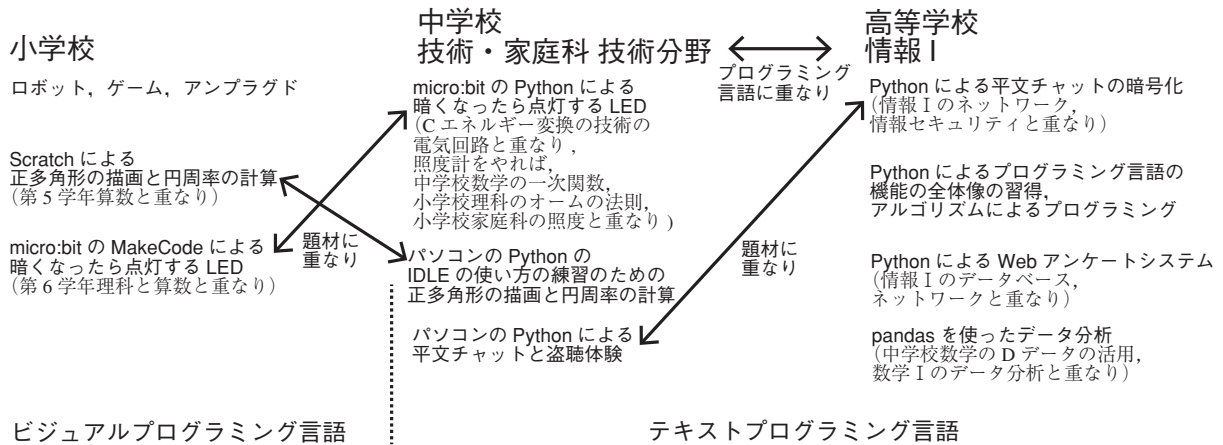 小学校
ロボット，ゲーム，アンプラグド
Scratch による
正多角形の描画と円周率の計算
（第 5 学年算数と重なり）
micro:bit の MakeCode による
暗くなったら点灯する LED
（第 6 学年理科と算数と重なり）
題材に
重なり
ビジュアルプログラミング言語
中学校
技術・家庭科 技術分野
micro:bit の Python による
暗くなったら点灯する LED
（C エネルギー変換の技術の
電気回路と重なり ,
照度計をやれば,
中学校数学の一次関数,
小学校理科のオームの法則,
小学校家庭科の照度と重なり )
パソコンの Python の
IDLE の使い方の練習のための
正多角形の描画と円周率の計算
パソコンの Python による
平文チャットと盗聴体験
プログラミング
言語に重なり
題材に
重なり
高等学校
情報 I
Python による平文チャットの暗号化
（情報 I のネットワーク,
情報セキュリティと重なり）
Python によるプログラミング言語の
機能の全体像の習得,
アルゴリズムによるプログラミング
Python による Web アンケートシステム
（情報 I のデータベース,
ネットワークと重なり）
pandas を使ったデータ分析
（中学校数学の D データの活用,
数学 I のデータ分析と重なり）
テキストプログラミング言語